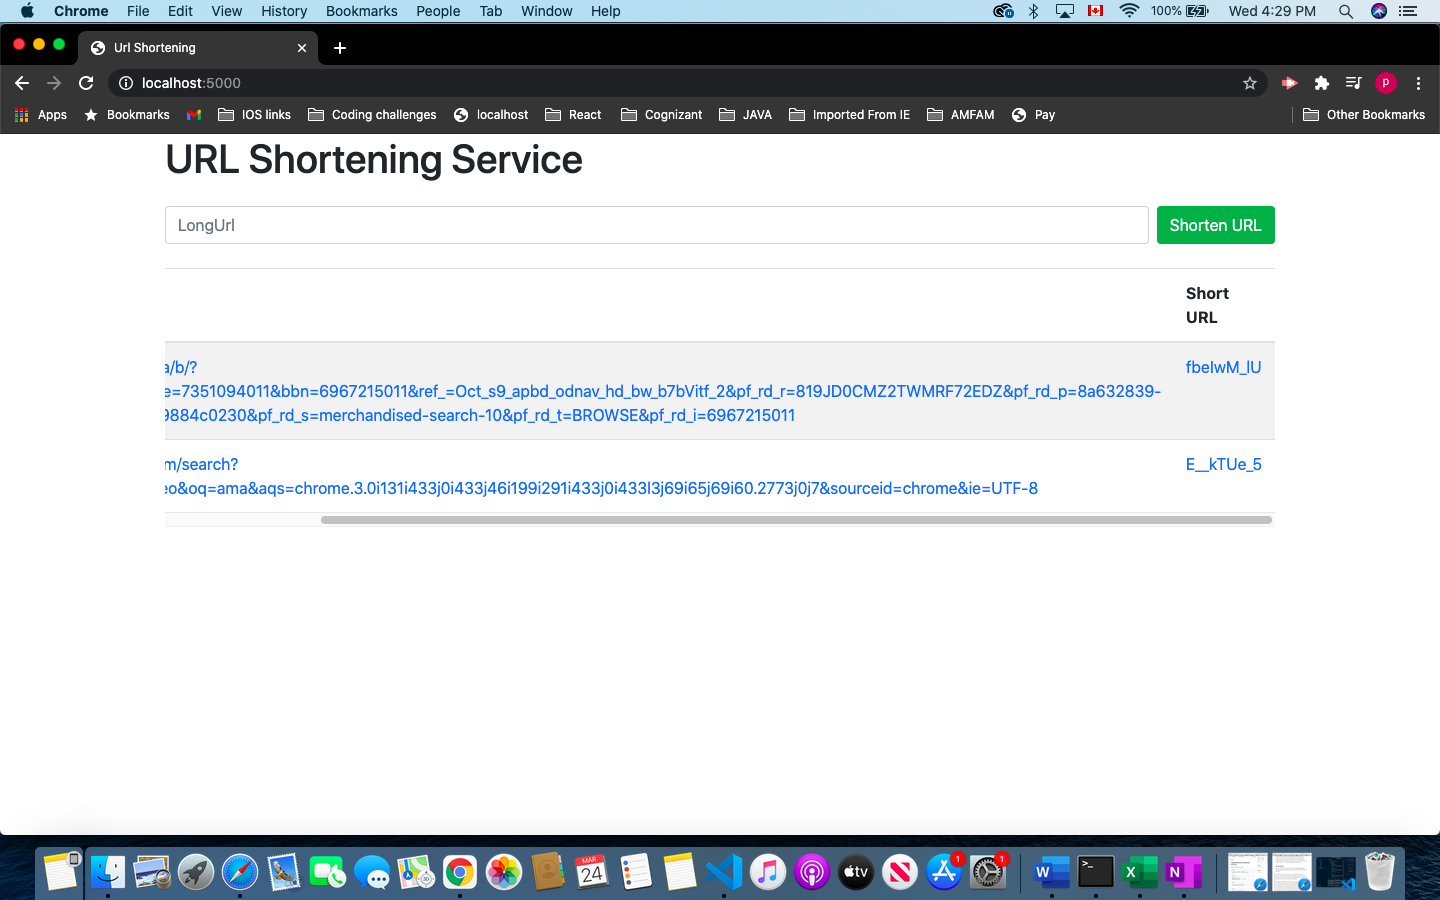 Chrome File Edit View History Bookmarks People Tab Window Help 100% Wed 4:29 PM
Url Shortening
localhost:5000 p
Apps Bookmarks IOS links Coding challenges localhost React Cognizant JAVA Imported From IE AMFAM Pay Other Bookmarks
URL Shortening Service
LongUrl Shorten URL
Short
URL
a/b/? fbeIwM_lU
e=7351094011&bbn=6967215011&ref_=Oct_s9_apbd_odnav_hd_bw_b7bVitf_2&pf_rd_r=819JD0CMZ2TWMRF72EDZ&pf_rd_p=8a632839-
9884c0230&pf_rd_s=merchandised-search-10&pf_rd_t=BROWSE&pf_rd_i=6967215011
m/search? E__kTUe_5
eo&oq=ama&aqs=chrome.3.0i131i433j0i433j46i199i291i433j0i433l3j69i65j69i60.2773j0j7&sourceid=chrome&ie=UTF-8
MAR
24
tv
1
1
W
>_
X
N